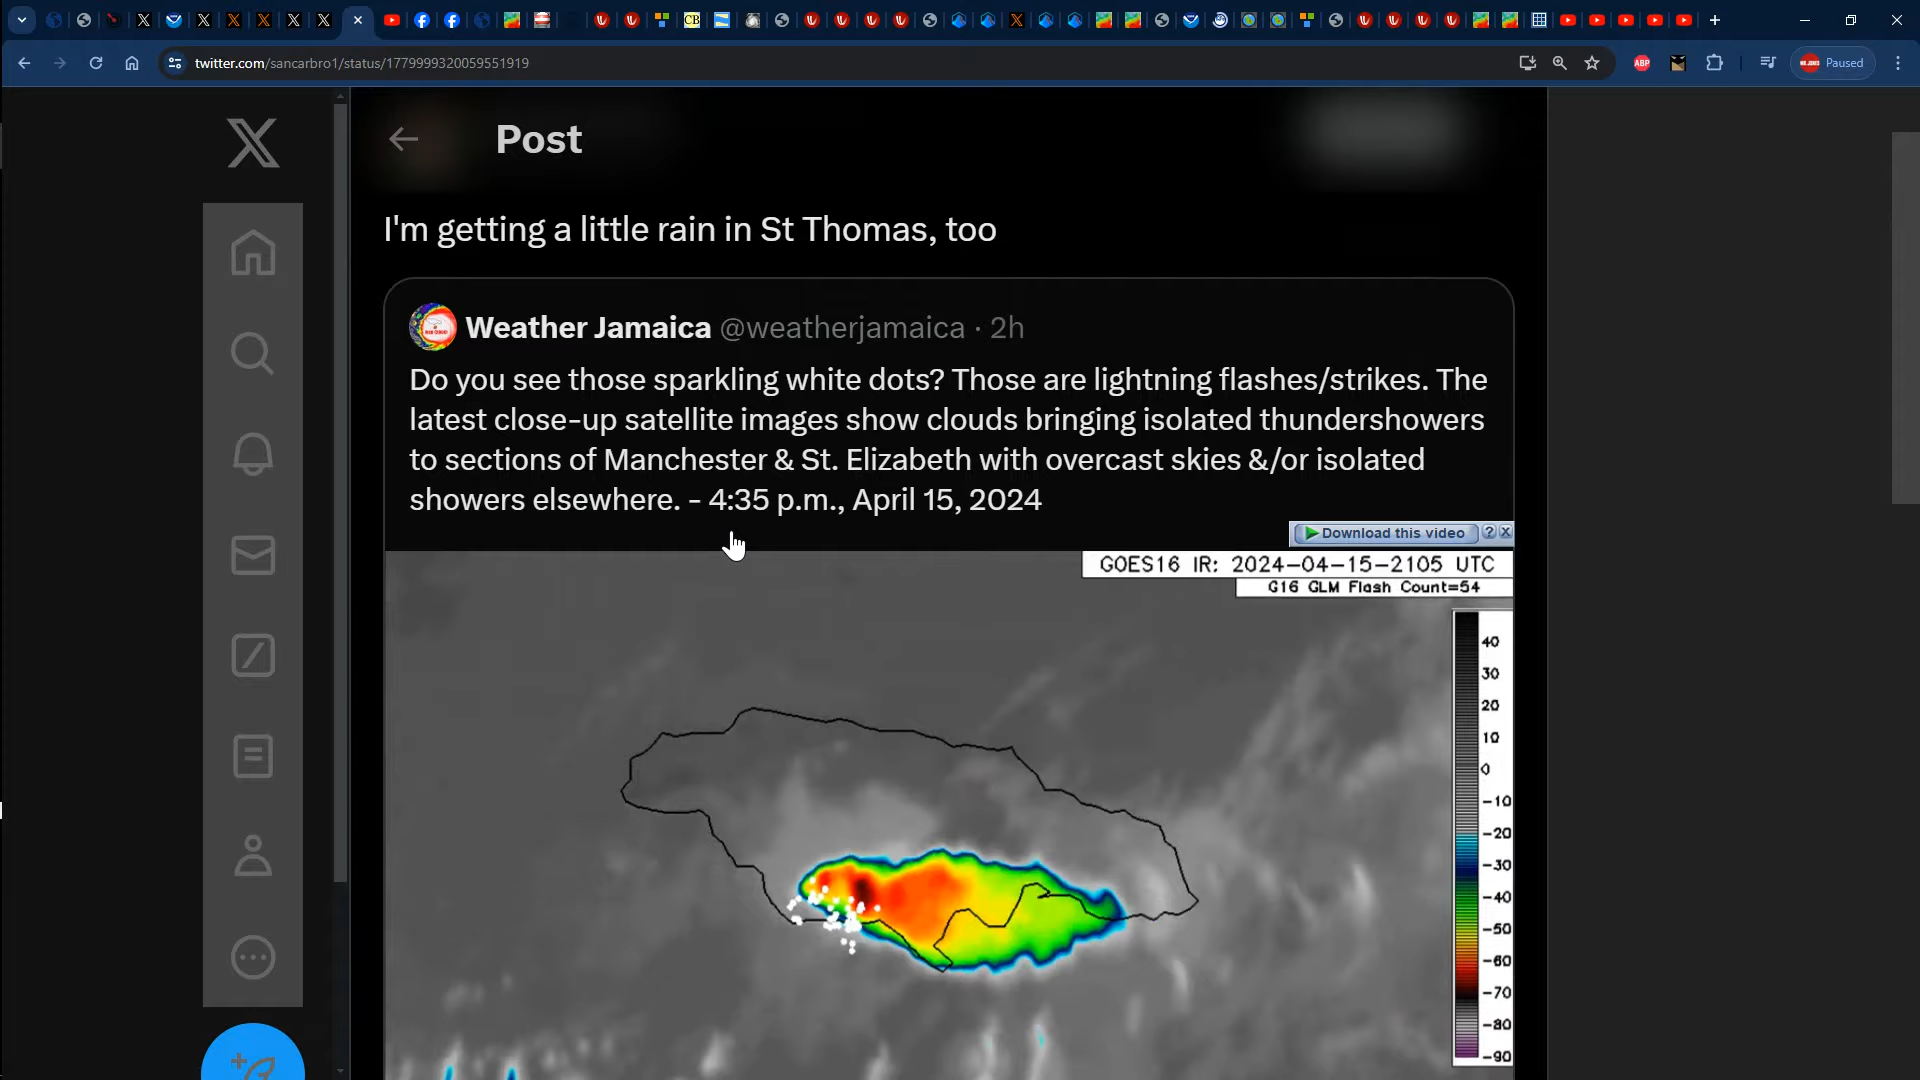 Paused
twitter.com/sancarbro1/status/1779999320059551919
Post
I'm getting a little rain in St Thomas, too
Weather Jamaica @weatherjamaica · 2h
Do you see those sparkling white dots? Those are lightning flashes/strikes. The
latest close-up satellite images show clouds bringing isolated thundershowers
to sections of Manchester & St. Elizabeth with overcast skies &/or isolated
showers elsewhere. - 4:35 p.m., April 15, 2024
Download this video ? X
GOES16 IR: 2024-04-15-2105 UTC
G16 GLM Flash Count=54
40
30
20
10
0
-10
-20
-30
-40
-50
-60
-70
-80
-90
ABP
CB